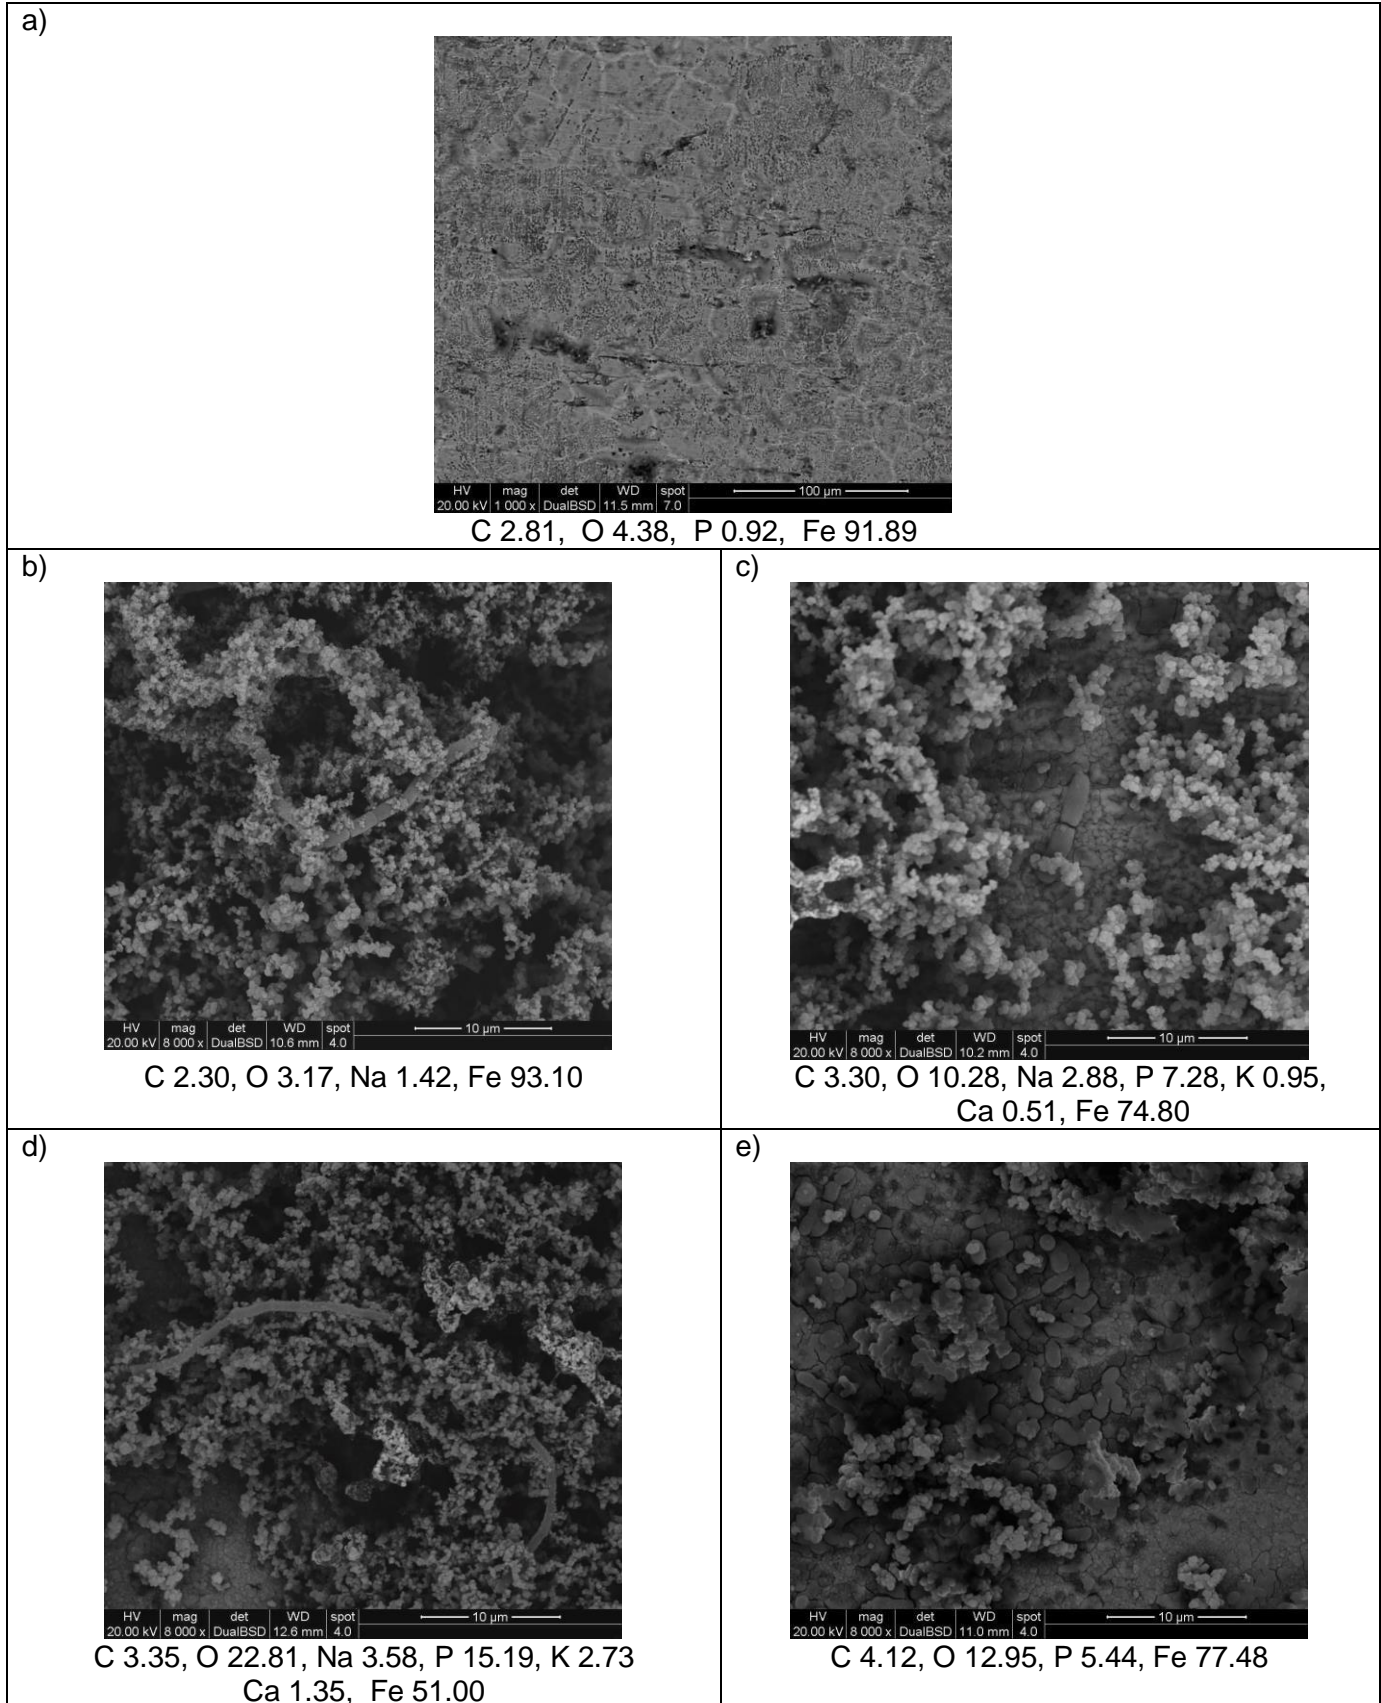 a)
HV mag det WD spot
20.00 kV 1 000 x DualBSD 11.5 mm 7.0 100 µm
C 2.81, O 4.38, P 0.92, Fe 91.89
b)
HV mag det WD spot
20.00 kV 8 000 x DualBSD 10.6 mm 4.0 10 µm
C 2.30, O 3.17, Na 1.42, Fe 93.10
c)
HV mag det WD spot
20.00 kV 8 000 x DualBSD 10.2 mm 4.0 10 µm
C 3.30, O 10.28, Na 2.88, P 7.28, K 0.95,
Ca 0.51, Fe 74.80
d)
HV mag det WD spot
20.00 kV 8 000 x DualBSD 12.6 mm 4.0 10 µm
C 3.35, O 22.81, Na 3.58, P 15.19, K 2.73
Ca 1.35, Fe 51.00
e)
HV mag det WD spot
20.00 kV 8 000 x DualBSD 11.0 mm 4.0 10 µm
C 4.12, O 12.95, P 5.44, Fe 77.48